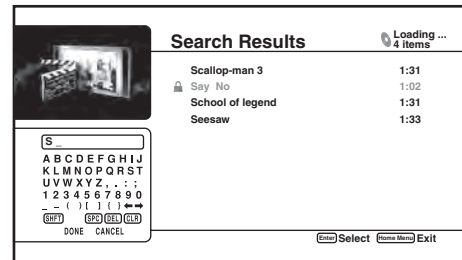 Search Results
Loading ...
4 items
Scallop-man 3 1:31
Say No 1:02
School of legend 1:31
Seesaw 1:33
S _
A B C D E F G H I J
K L M N O P Q R S T
U V W X Y Z , . : ;
1 2 3 4 5 6 7 8 9 0
_ – ( ) [ ] { } ⬅ ➡
SHFT SPC DEL CLR
DONE CANCEL
Enter Select Home Menu Exit